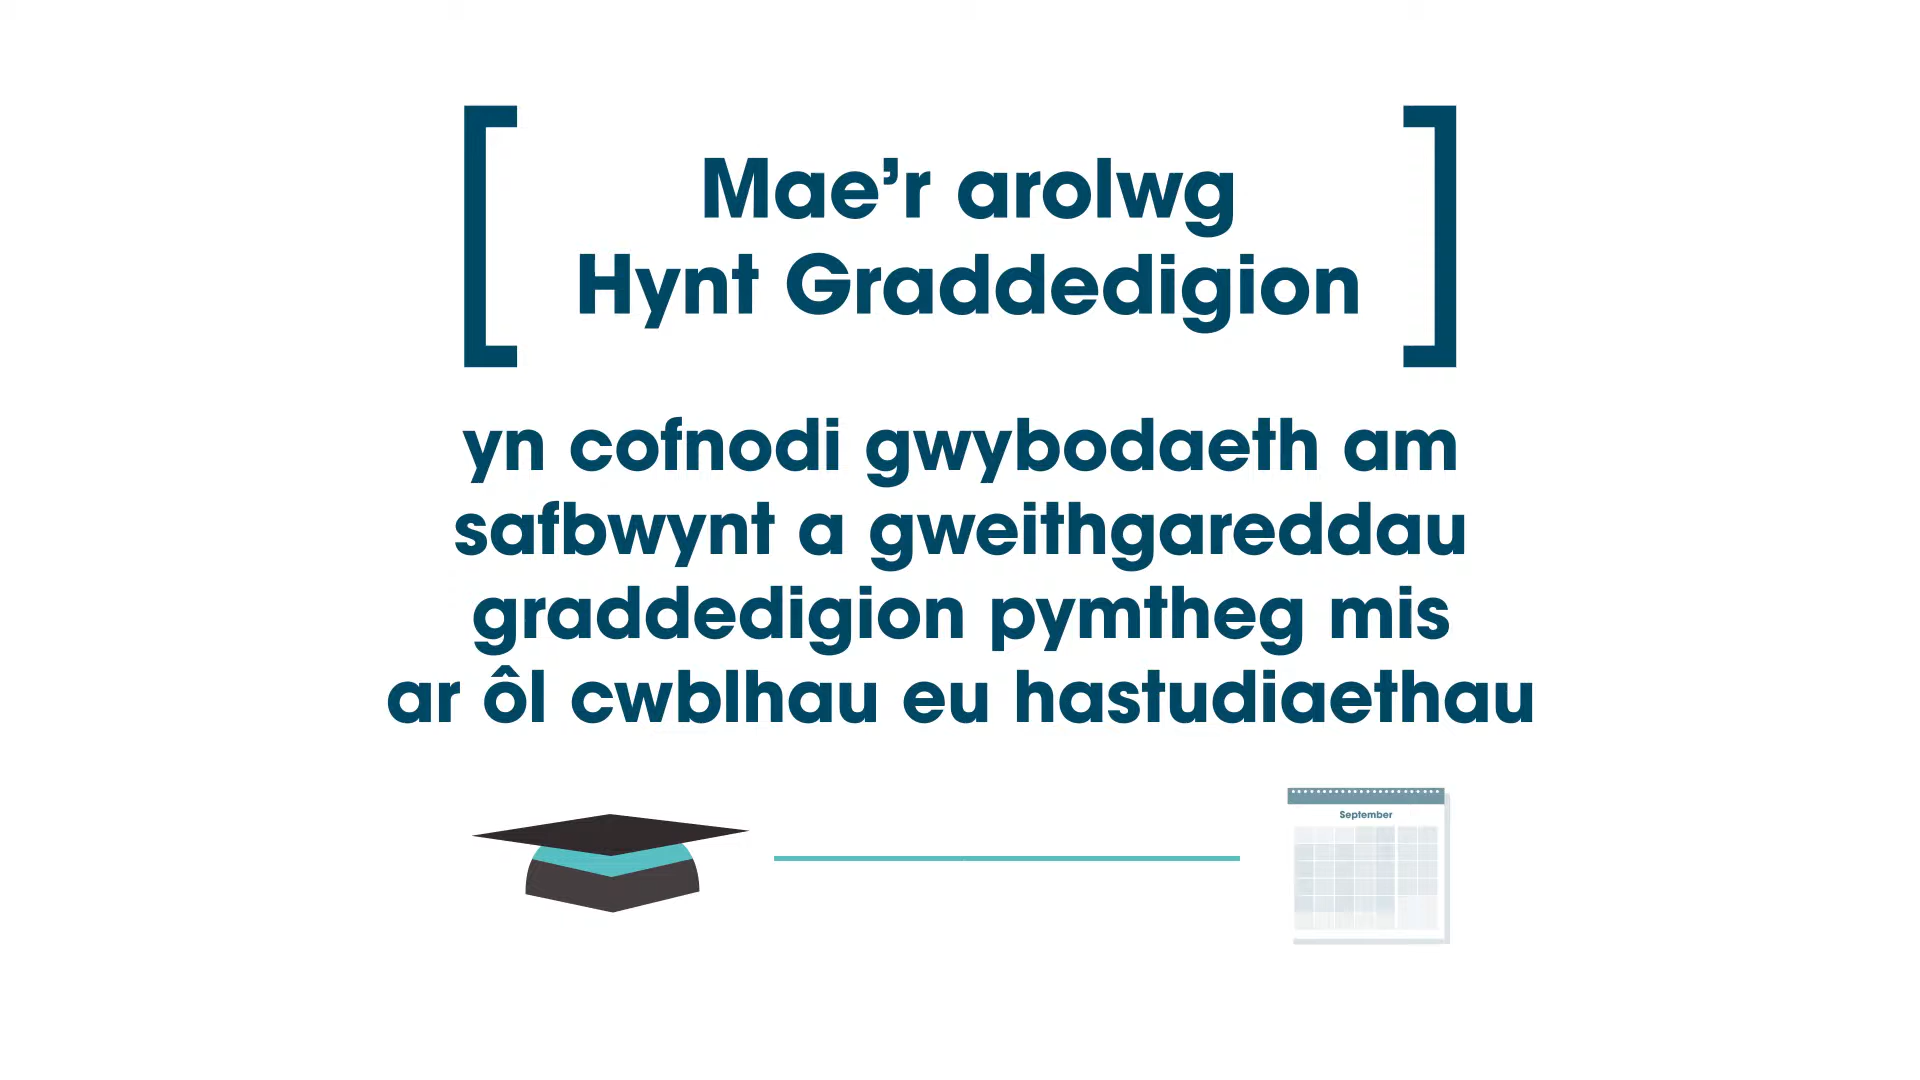 Mae’r arolwg
Hynt Graddedigion
yn cofnodi gwybodaeth am
safbwynt a gweithgareddau
graddedigion pymtheg mis
ar ôl cwblhau eu hastudiaethau
September